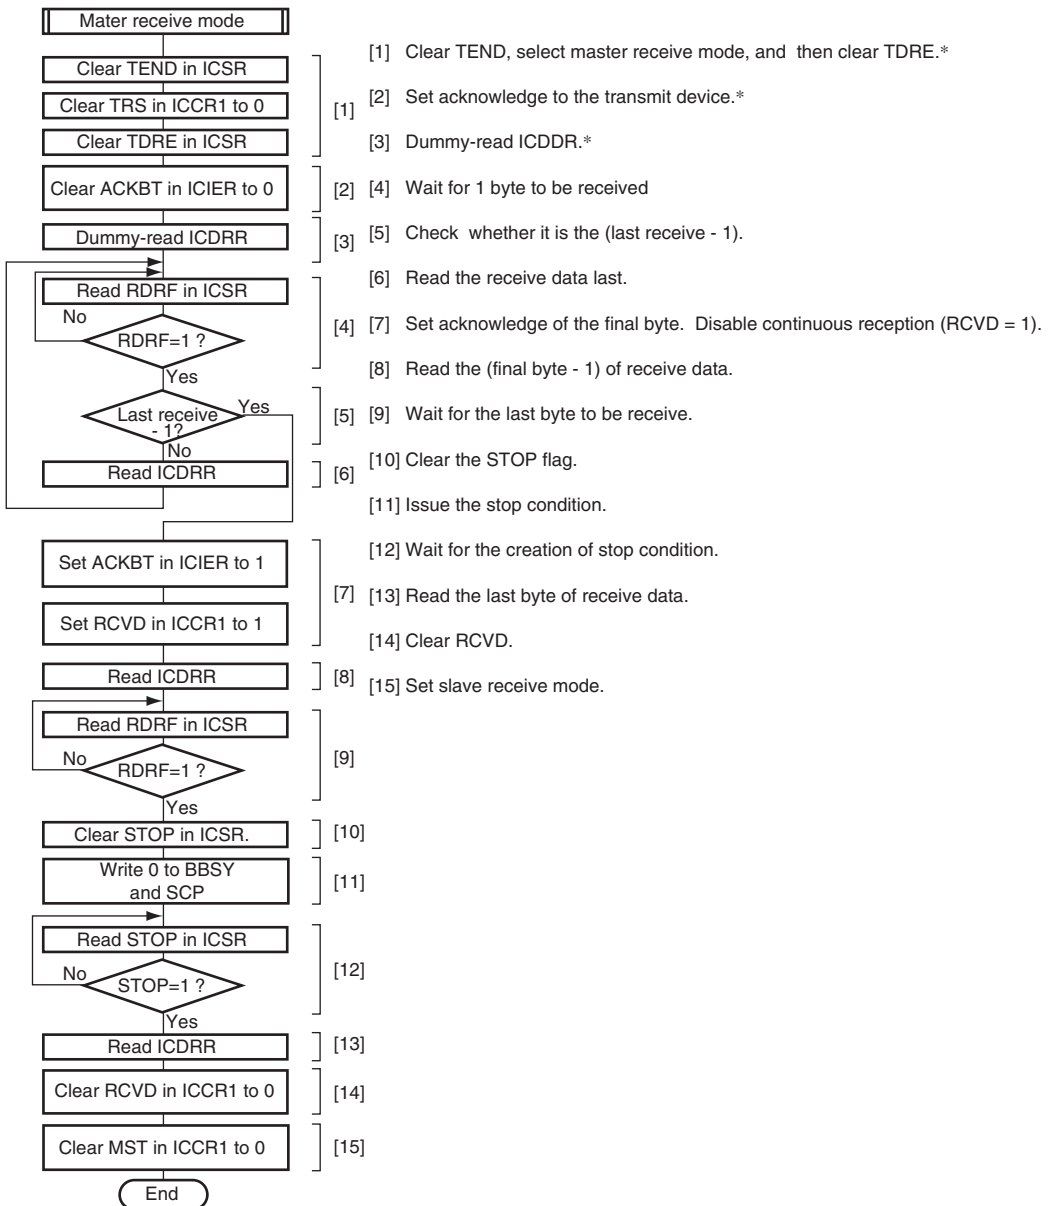 Mater receive mode
Clear TEND in ICSR
Clear TRS in ICCR1 to 0
Clear TDRE in ICSR
[1]
Clear ACKBT in ICIER to 0
[2]
Dummy-read ICDRR
[3]
Read RDRF in ICSR
No
RDRF=1 ?
[4]
Yes
Last receive
- 1?
Yes
[5]
No
Read ICDRR
[6]
Set ACKBT in ICIER to 1
Set RCVD in ICCR1 to 1
[7]
Read ICDRR
[8]
Read RDRF in ICSR
No
RDRF=1 ?
[9]
Yes
Clear STOP in ICSR.
[10]
Write 0 to BBSY
and SCP
[11]
Read STOP in ICSR
No
STOP=1 ?
[12]
Yes
Read ICDRR
[13]
Clear RCVD in ICCR1 to 0
[14]
Clear MST in ICCR1 to 0
[15]
End
[1] Clear TEND, select master receive mode, and then clear TDRE.*
[2] Set acknowledge to the transmit device.*
[3] Dummy-read ICDDR.*
[4] Wait for 1 byte to be received
[5] Check whether it is the (last receive - 1).
[6] Read the receive data last.
[7] Set acknowledge of the final byte. Disable continuous reception (RCVD = 1).
[8] Read the (final byte - 1) of receive data.
[9] Wait for the last byte to be receive.
[10] Clear the STOP flag.
[11] Issue the stop condition.
[12] Wait for the creation of stop condition.
[13] Read the last byte of receive data.
[14] Clear RCVD.
[15] Set slave receive mode.